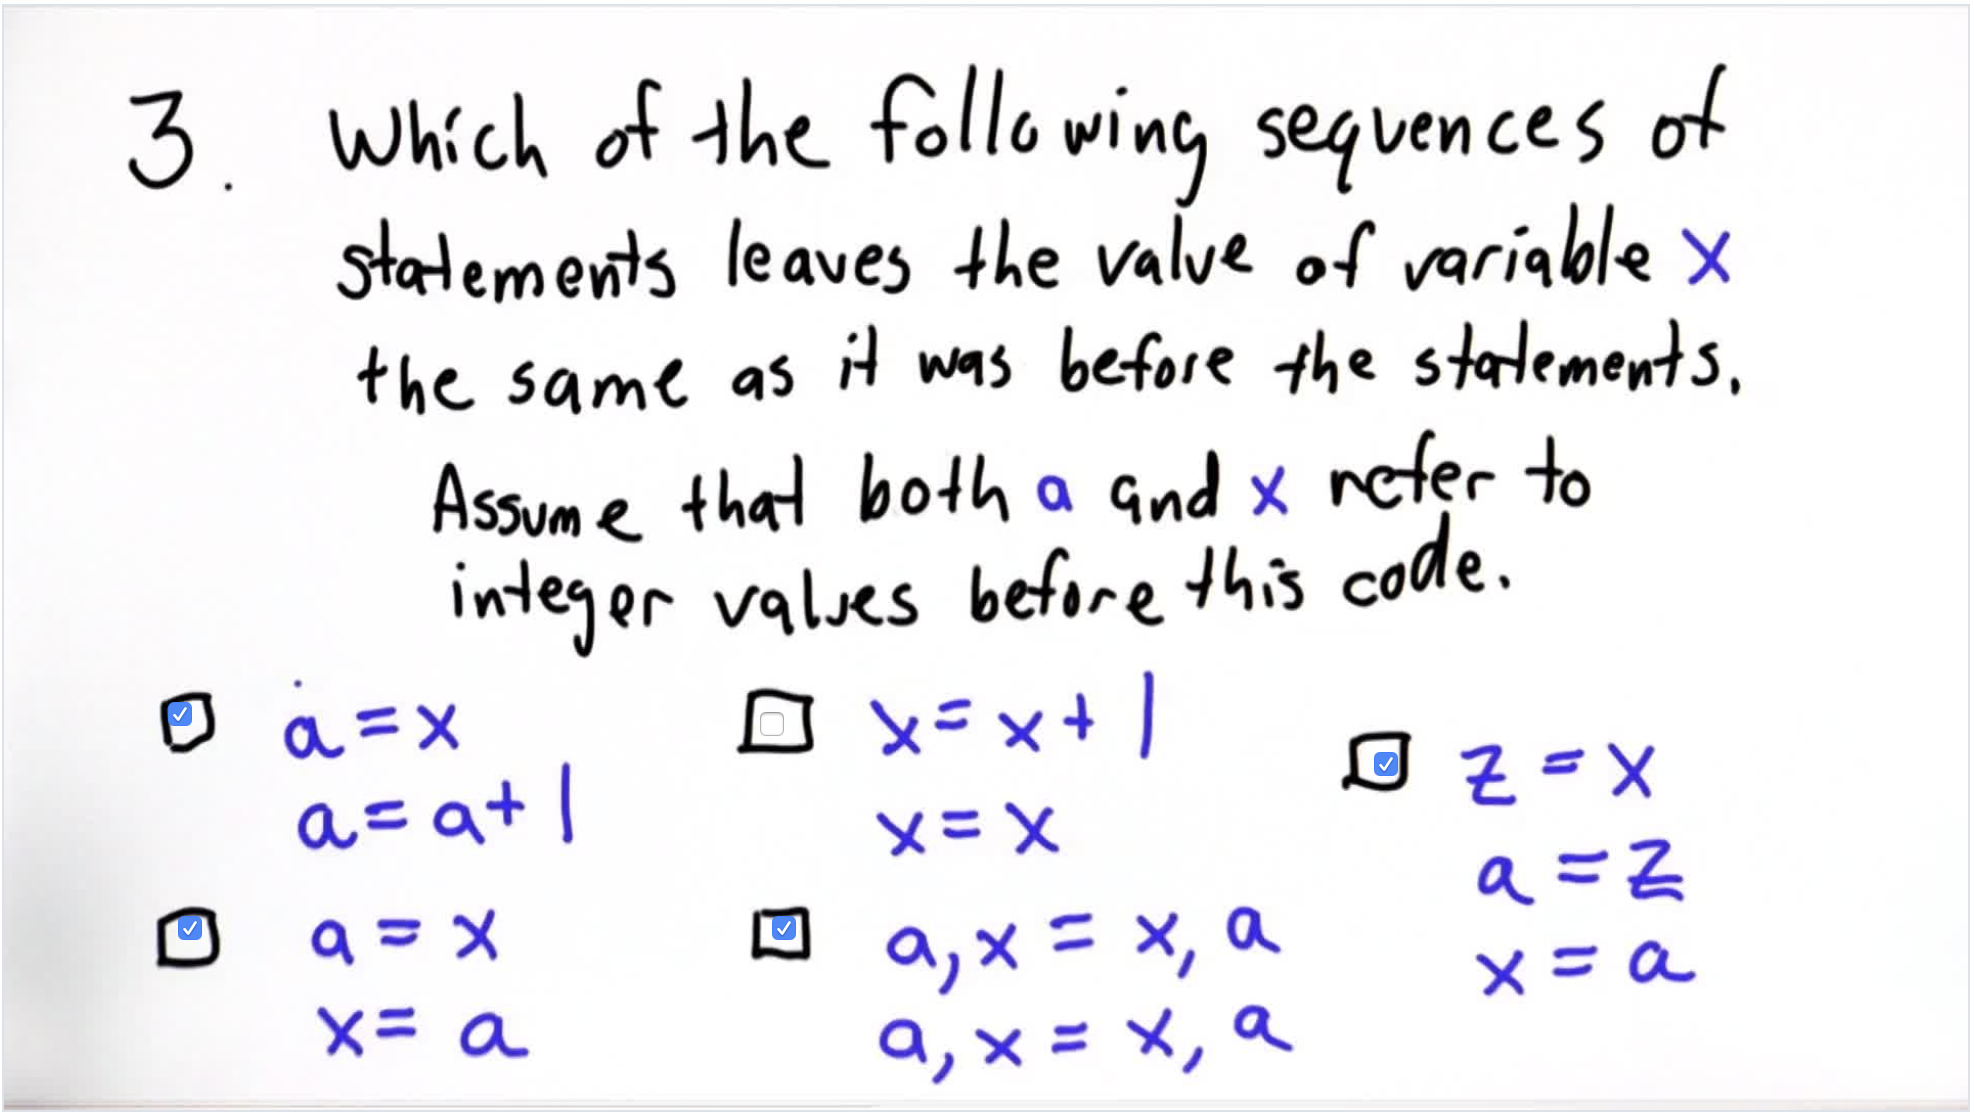 3. Which of the following sequences of
statements leaves the value of variable x
the same as it was before the statements.
Assume that both a and x refer to
integer values before this code.
a = x
a = a + 1
x = x + 1
x = x
z = x
a = z
x = a
a = x
x = a
a, x = x, a
a, x = x, a